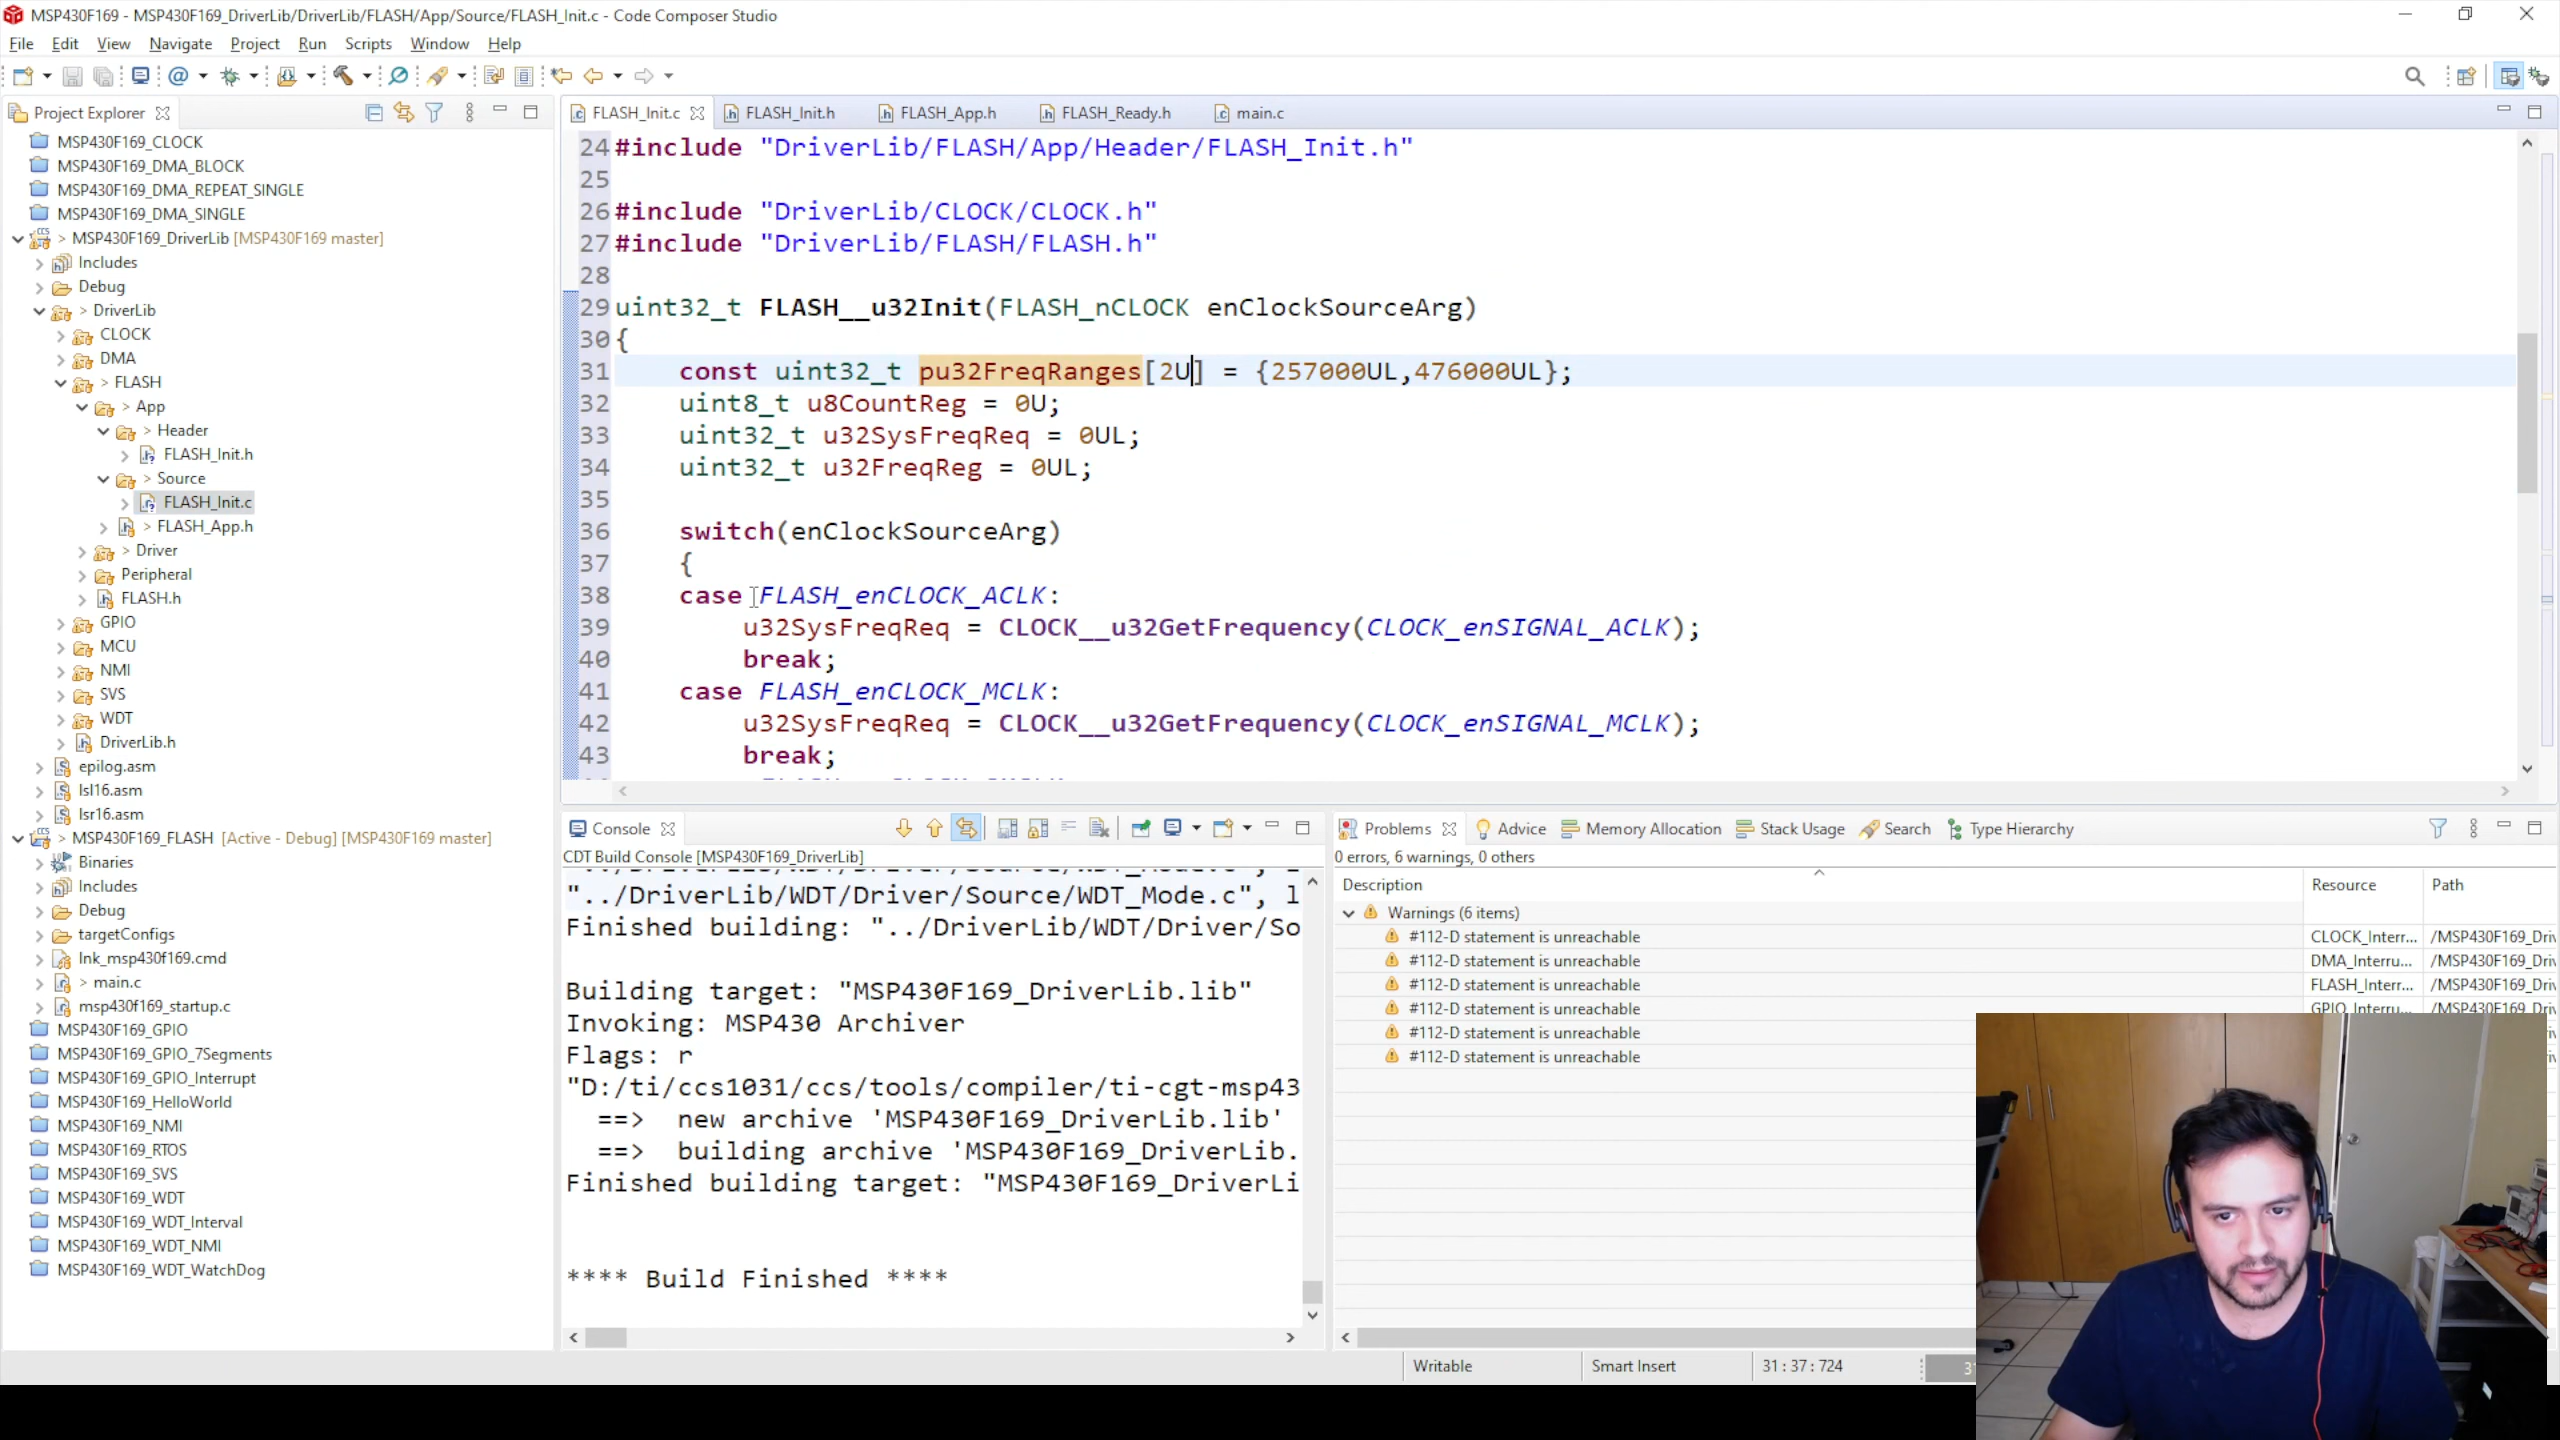 MSP430F169 - MSP430F169_DriverLib/DriverLib/FLASH/App/Source/FLASH_Init.c - Code Composer Studio
File Edit View Navigate Project Run Scripts Window Help
Project Explorer
MSP430F169_CLOCK
MSP430F169_DMA_BLOCK
MSP430F169_DMA_REPEAT_SINGLE
MSP430F169_DMA_SINGLE
> MSP430F169_DriverLib [MSP430F169 master]
Includes
Debug
> DriverLib
CLOCK
DMA
> FLASH
> App
> Header
FLASH_Init.h
> Source
FLASH_Init.c
> FLASH_App.h
> Driver
Peripheral
FLASH.h
GPIO
MCU
NMI
SVS
WDT
DriverLib.h
epilog.asm
lsl16.asm
lsr16.asm
> MSP430F169_FLASH [Active - Debug] [MSP430F169 master]
Binaries
Includes
Debug
targetConfigs
lnk_msp430f169.cmd
> main.c
msp430f169_startup.c
MSP430F169_GPIO
MSP430F169_GPIO_7Segments
MSP430F169_GPIO_Interrupt
MSP430F169_HelloWorld
MSP430F169_NMI
MSP430F169_RTOS
MSP430F169_SVS
MSP430F169_WDT
MSP430F169_WDT_Interval
MSP430F169_WDT_NMI
MSP430F169_WDT_WatchDog
FLASH_Init.c FLASH_Init.h FLASH_App.h FLASH_Ready.h main.c
24 #include "DriverLib/FLASH/App/Header/FLASH_Init.h"
25
26 #include "DriverLib/CLOCK/CLOCK.h"
27 #include "DriverLib/FLASH/FLASH.h"
28
29 uint32_t FLASH__u32Init(FLASH_nCLOCK enClockSourceArg)
30 {
31 const uint32_t pu32FreqRanges[2U] = {257000UL,476000UL};
32 uint8_t u8CountReg = 0U;
33 uint32_t u32SysFreqReq = 0UL;
34 uint32_t u32FreqReg = 0UL;
35
36 switch(enClockSourceArg)
37 {
38 case FLASH_enCLOCK_ACLK:
39 u32SysFreqReq = CLOCK__u32GetFrequency(CLOCK_enSIGNAL_ACLK);
40 break;
41 case FLASH_enCLOCK_MCLK:
42 u32SysFreqReq = CLOCK__u32GetFrequency(CLOCK_enSIGNAL_MCLK);
43 break;
Console
CDT Build Console [MSP430F169_DriverLib]
"../DriverLib/WDT/Driver/Source/WDT_Mode.c", l
Finished building: "../DriverLib/WDT/Driver/So
Building target: "MSP430F169_DriverLib.lib"
Invoking: MSP430 Archiver
Flags: r
"D:/ti/ccs1031/ccs/tools/compiler/ti-cgt-msp43
==> new archive 'MSP430F169_DriverLib.lib'
==> building archive 'MSP430F169_DriverLib.
Finished building target: "MSP430F169_DriverLi
**** Build Finished ****
Problems Advice Memory Allocation Stack Usage Search Type Hierarchy
0 errors, 6 warnings, 0 others
Description Resource Path
Warnings (6 items)
#112-D statement is unreachable CLOCK_Interr... /MSP430F169_Driv
#112-D statement is unreachable DMA_Interru... /MSP430F169_Driv
#112-D statement is unreachable FLASH_Interr... /MSP430F169_Driv
#112-D statement is unreachable GPIO_Interru... /MSP430F169_Driv
#112-D statement is unreachable
#112-D statement is unreachable
Writable Smart Insert 31 : 37 : 724